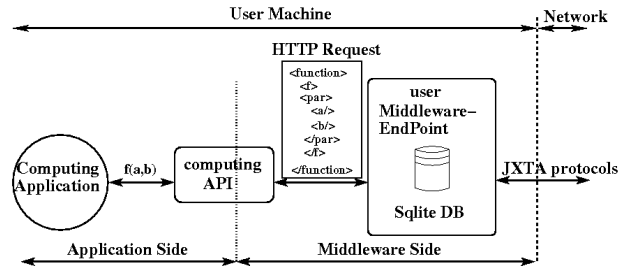 User Machine
Network
HTTP Request
<function>
<f>
<par>
<a/>
<b/>
</par>
</f>
</function>
user
Middleware-
EndPoint
Sqlite DB
Computing
Application
f(a,b)
computing
API
JXTA protocols
Application Side
Middleware Side